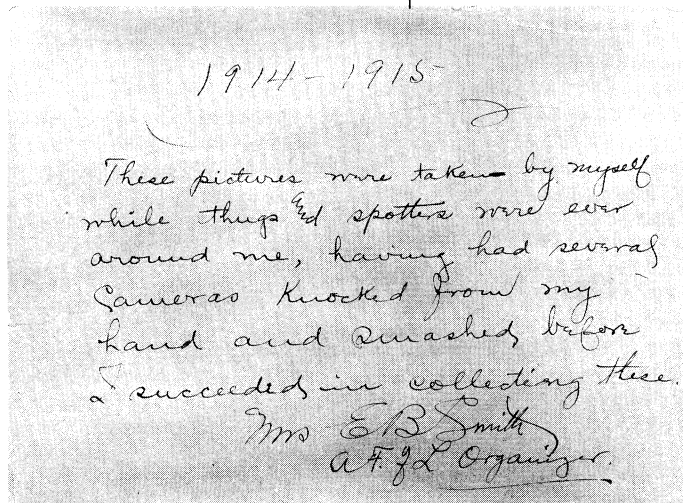 1914 - 1915
These pictures were taken by myself
while thugs and spotters were ever
around me, having had several
Cameras Knocked from my
hand and smashed, before
I succeeded, in collecting these.
Mrs E B Smith
A F. of L Organizer.